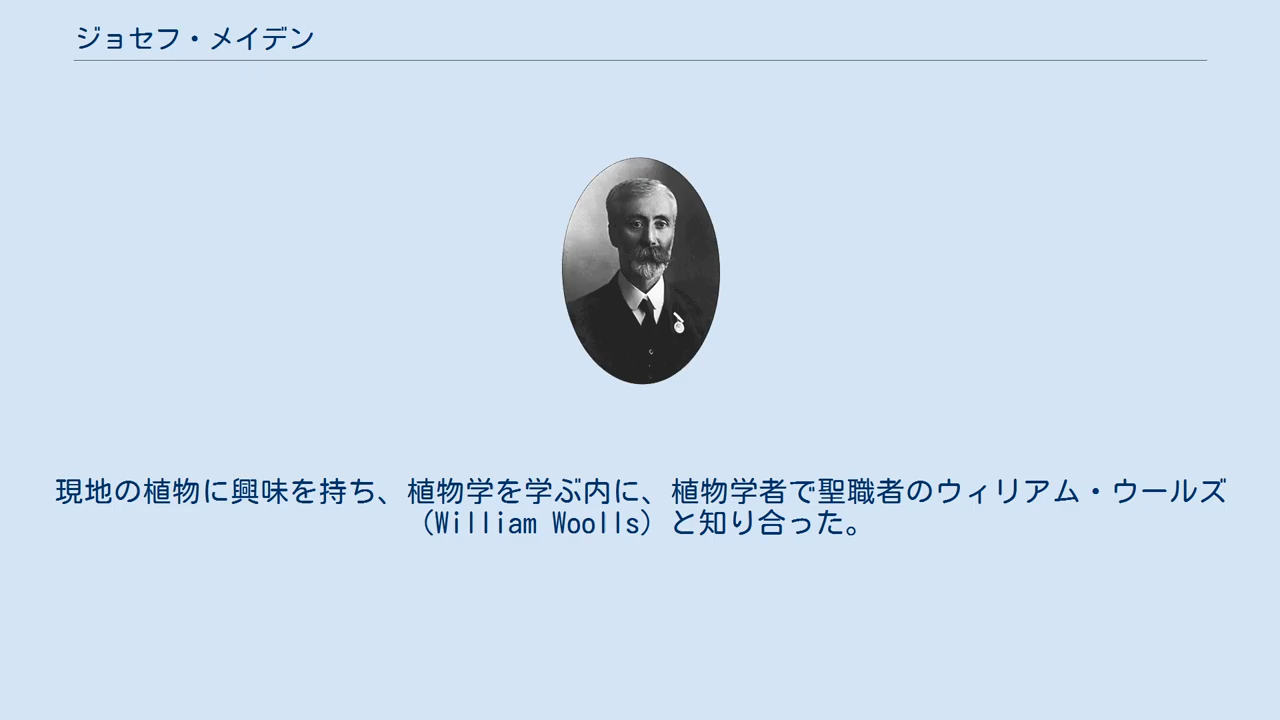 ジョセフ・メイデン
現地の植物に興味を持ち、植物学を学ぶ内に、植物学者で聖職者のウィリアム・ウールズ
（William Woolls）と知り合った。